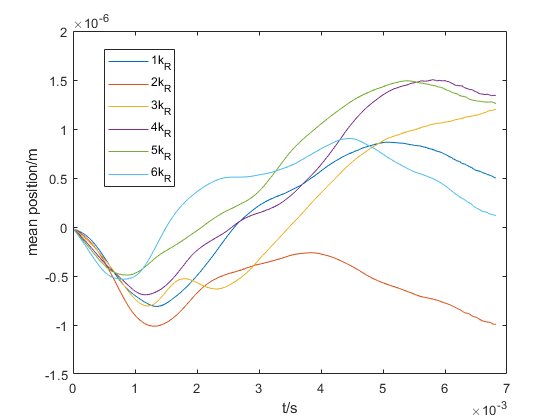 ×10⁻⁶
2
1.5
1
0.5
0
-0.5
-1
-1.5
mean position/m
1k_R
2k_R
3k_R
4k_R
5k_R
6k_R
0 1 2 3 4 5 6 7
t/s
×10⁻³